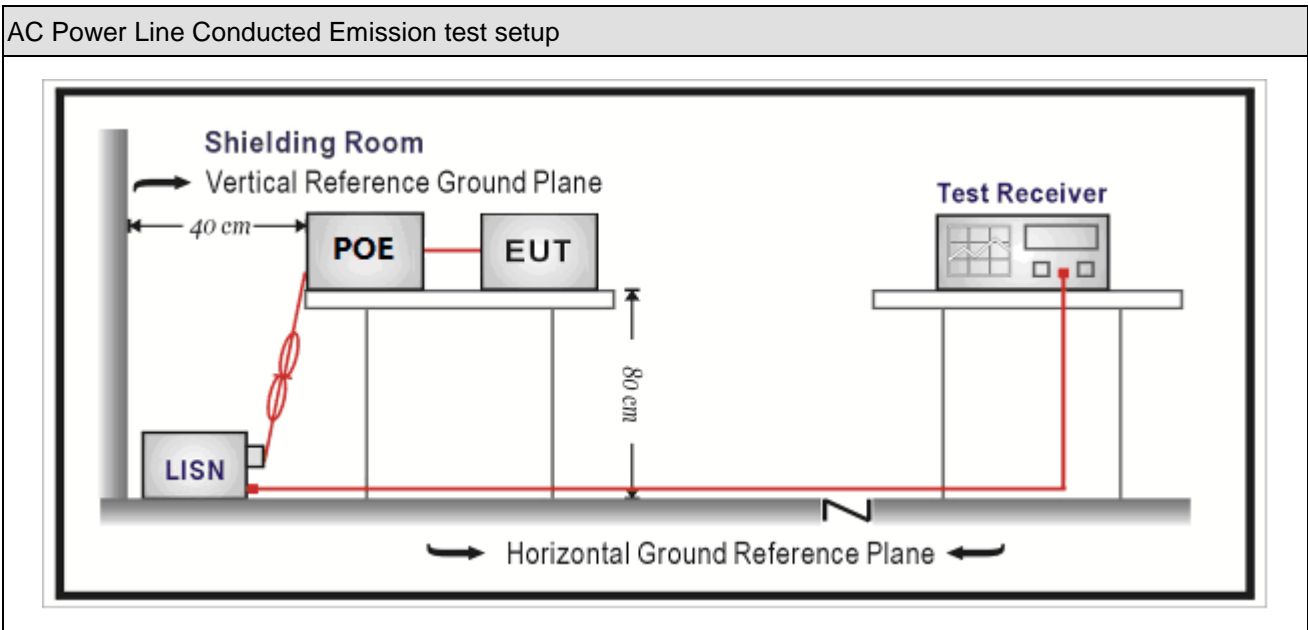 AC Power Line Conducted Emission test setup
Shielding Room
Vertical Reference Ground Plane
40 cm
POE
EUT
Test Receiver
80 cm
LISN
Horizontal Ground Reference Plane